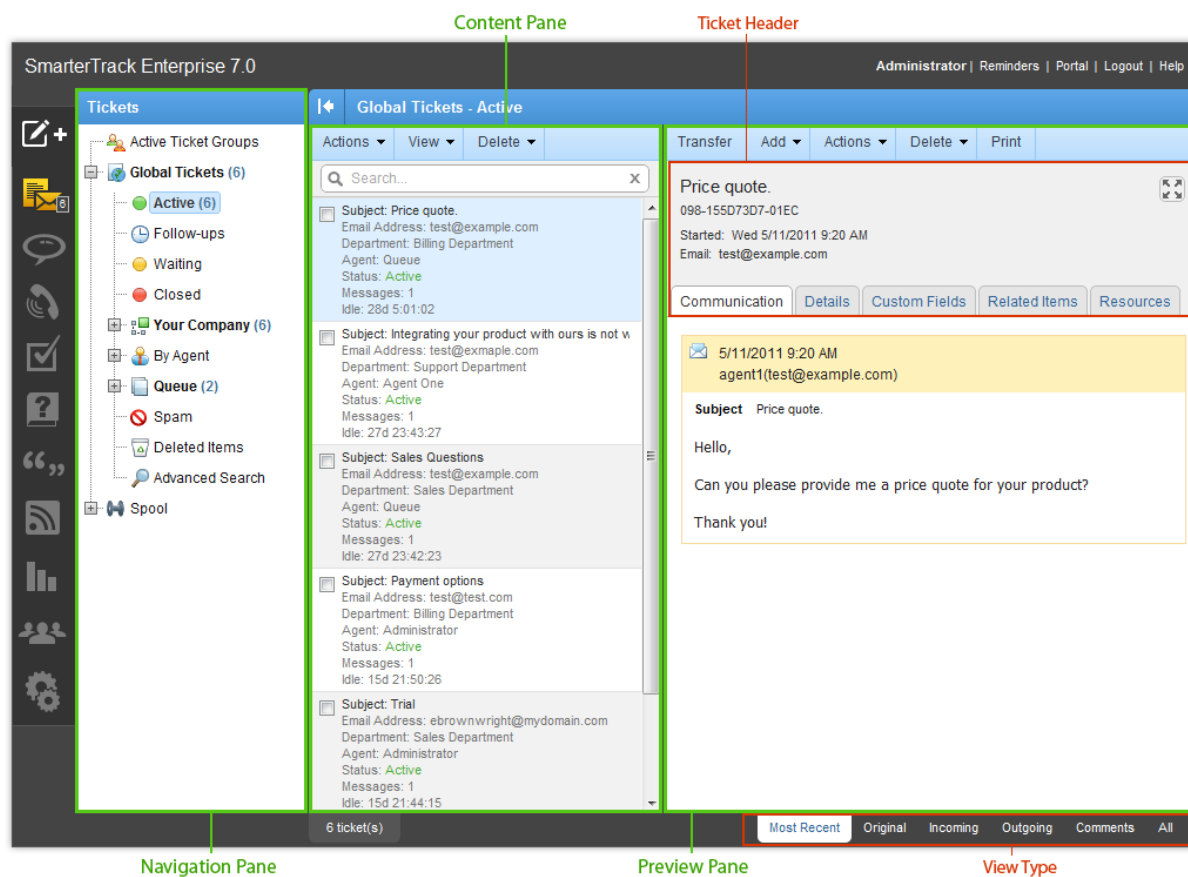 Content Pane
Ticket Header
SmarterTrack Enterprise 7.0
Administrator | Reminders | Portal | Logout | Help
Tickets
Global Tickets - Active
Active Ticket Groups
Global Tickets (6)
Active (6)
Follow-ups
Waiting
Closed
Your Company (6)
By Agent
Queue (2)
Spam
Deleted Items
Advanced Search
Spool
6
Actions View Delete
Search... X
Subject: Price quote.
Email Address: test@example.com
Department: Billing Department
Agent: Queue
Status: Active
Messages: 1
Idle: 28d 5:01:02
Subject: Integrating your product with ours is not w
Email Address: test@exmaple.com
Department: Support Department
Agent: Agent One
Status: Active
Messages: 1
Idle: 27d 23:43:27
Subject: Sales Questions
Email Address: test@example.com
Department: Sales Department
Agent: Queue
Status: Active
Messages: 1
Idle: 27d 23:42:23
Subject: Payment options
Email Address: test@test.com
Department: Billing Department
Agent: Administrator
Status: Active
Messages: 1
Idle: 15d 21:50:26
Subject: Trial
Email Address: ebrownwright@mydomain.com
Department: Sales Department
Agent: Administrator
Status: Active
Messages: 1
Idle: 15d 21:44:15
Transfer Add Actions Delete Print
Price quote.
098-155D73D7-01EC
Started: Wed 5/11/2011 9:20 AM
Email: test@example.com
Communication Details Custom Fields Related Items Resources
5/11/2011 9:20 AM
agent1(test@example.com)
Subject Price quote.
Hello,
Can you please provide me a price quote for your product?
Thank you!
6 ticket(s)
Most Recent Original Incoming Outgoing Comments All
Navigation Pane
Preview Pane
View Type